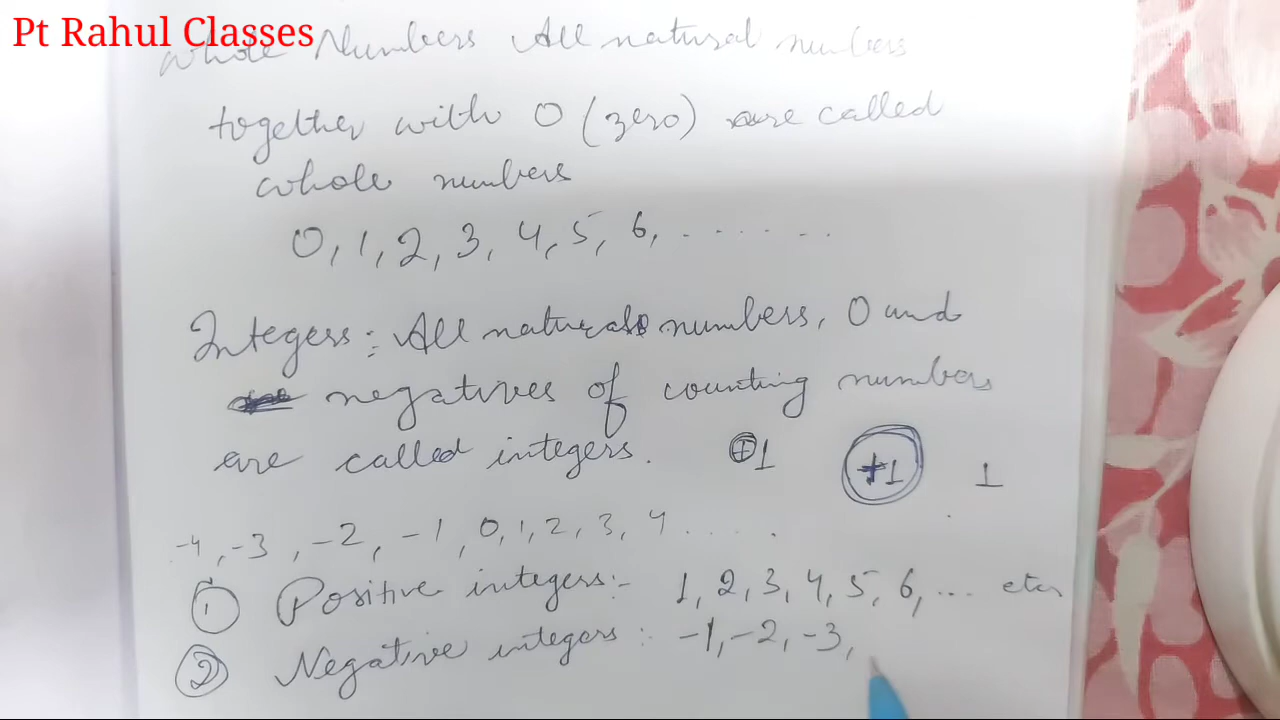 Pt Rahul Classes
Whole Numbers All natural numbers
together with 0 (zero) are called
whole numbers
0, 1, 2, 3, 4, 5, 6, . . . . . . .
Integers : All natural numbers, 0 and
negatives of counting numbers
are called integers. +1 +1 1
-4, -3, -2, -1, 0, 1, 2, 3, 4 . . . . .
① Positive integers:- 1, 2, 3, 4, 5, 6, ... etc
② Negative integers : -1, -2, -3,